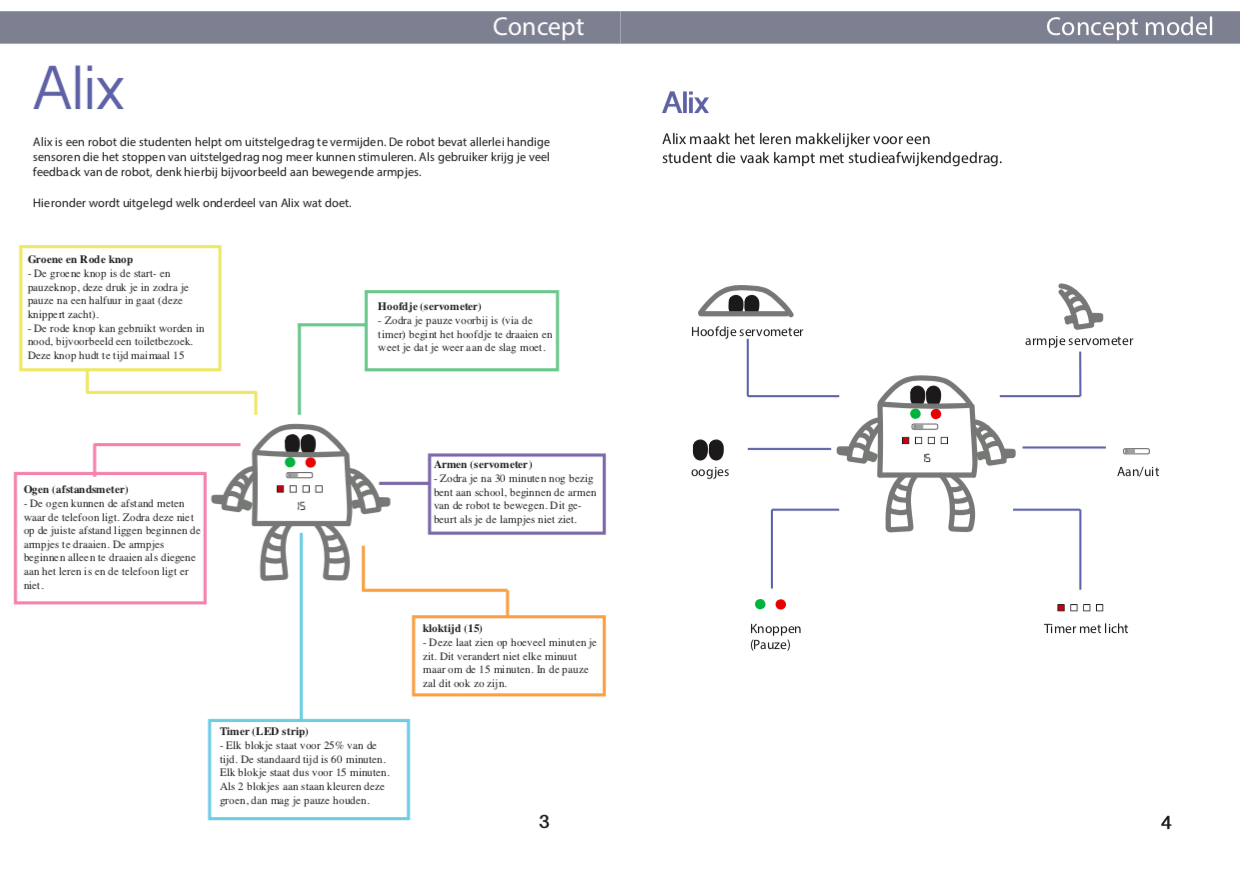 Concept
Alix
Alix is een robot die studenten helpt om uitstelgedrag te vermijden. De robot bevat allerlei handige
sensoren die het stoppen van uitstelgedrag nog meer kunnen stimuleren. Als gebruiker krijg je veel
feedback van de robot, denk hierbij bijvoorbeeld aan bewegende armpjes.
Hieronder wordt uitgelegd welk onderdeel van Alix wat doet.
Groene en Rode knop
- De groene knop is de start- en
pauzeknop, deze druk je in zodra je
pauze na een halfuur in gaat (deze
knippert zacht).
- De rode knop kan gebruikt worden in
nood, bijvoorbeeld een toiletbezoek.
Deze knop hudt te tijd maimaal 15
Hoofdje (servometer)
- Zodra je pauze voorbij is (via de
timer) begint het hoofdje te draaien en
weet je dat je weer aan de slag moet.
Ogen (afstandsmeter)
- De ogen kunnen de afstand meten
waar de telefoon ligt. Zodra deze niet
op de juiste afstand liggen beginnen de
armpjes te draaien. De armpjes
beginnen alleen te draaien als diegene
aan het leren is en de telefoon ligt er
niet.
15
Armen (servometer)
- Zodra je na 30 minuten nog bezig
bent aan school, beginnen de armen
van de robot te bewegen. Dit ge-
beurt als je de lampjes niet ziet.
kloktijd (15)
- Deze laat zien op hoeveel minuten je
zit. Dit verandert niet elke minuut
maar om de 15 minuten. In de pauze
zal dit ook zo zijn.
Timer (LED strip)
- Elk blokje staat voor 25% van de
tijd. De standaard tijd is 60 minuten.
Elk blokje staat dus voor 15 minuten.
Als 2 blokjes aan staan kleuren deze
groen, dan mag je pauze houden.
3
Concept model
Alix
Alix maakt het leren makkelijker voor een
student die vaak kampt met studieafwijkendgedrag.
Hoofdje servometer
armpje servometer
oogjes
15
Aan/uit
Knoppen
(Pauze)
Timer met licht
4